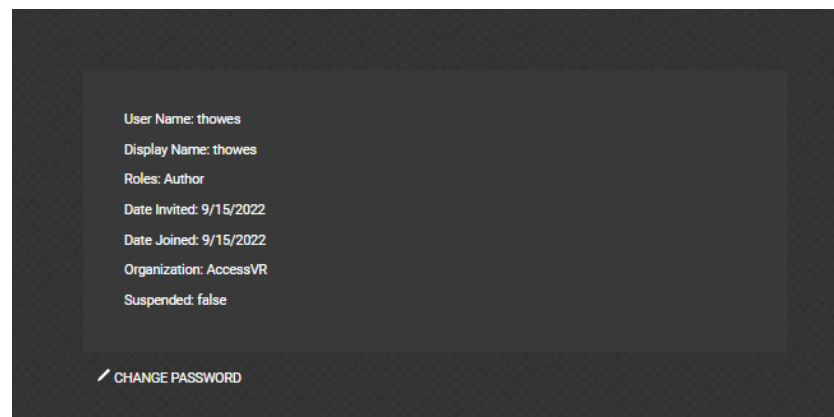 User Name: thowes
Display Name: thowes
Roles: Author
Date Invited: 9/15/2022
Date Joined: 9/15/2022
Organization: AccessVR
Suspended: false
CHANGE PASSWORD